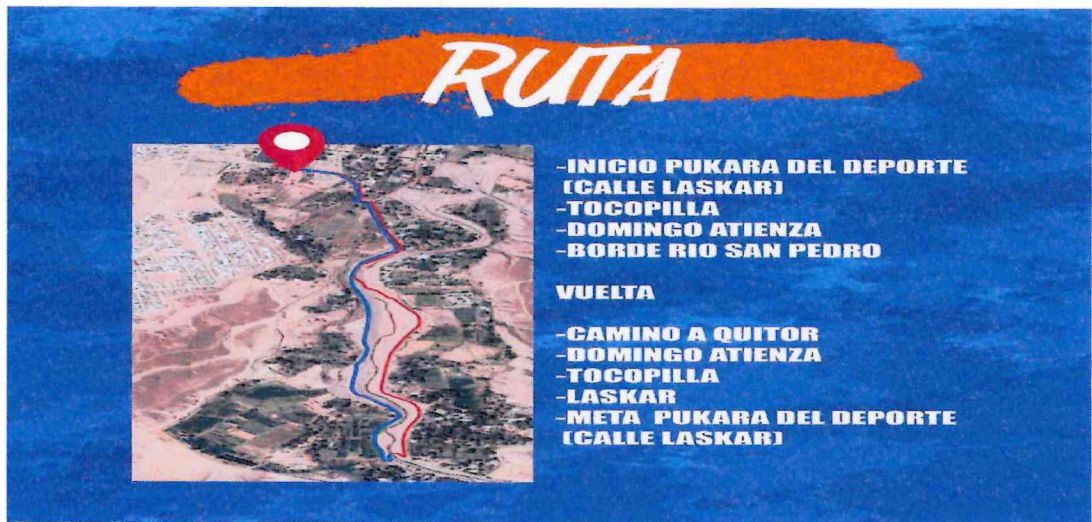 RUTA
-INICIO PUKARA DEL DEPORTE
(CALLE LASKAR)
-TOCOPILLA
-DOMINGO ATIENZA
-BORDE RIO SAN PEDRO
VUELTA
-CAMINO A QUITOR
-DOMINGO ATIENZA
-TOCOPILLA
-LASKAR
-META PUKARA DEL DEPORTE
(CALLE LASKAR)